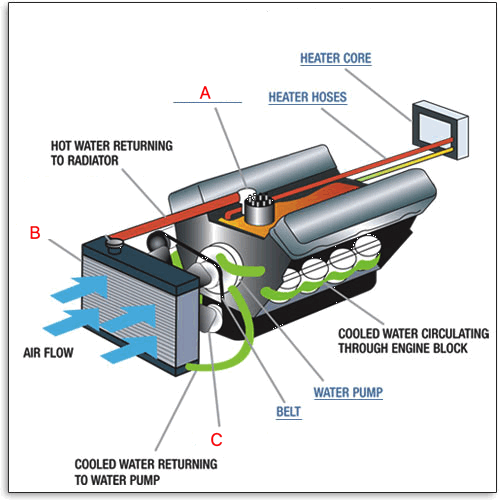 HEATER CORE
A
HEATER HOSES
HOT WATER RETURNING
TO RADIATOR
B
COOLED WATER CIRCULATING
THROUGH ENGINE BLOCK
AIR FLOW
WATER PUMP
BELT
C
COOLED WATER RETURNING
TO WATER PUMP